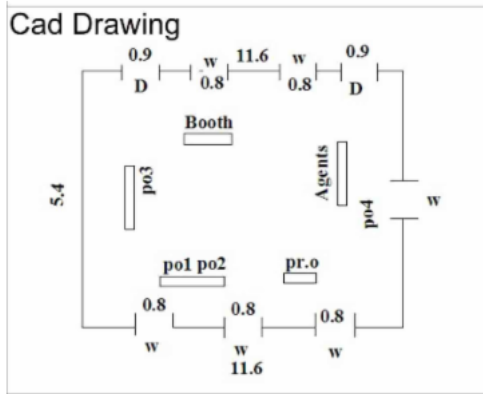 Cad Drawing
0.9
w
11.6
w
0.9
D
0.8
0.8
D
Booth
Agents
po3
5.4
po4
w
po1 po2
pr.o
0.8
0.8
0.8
w
w
w
11.6